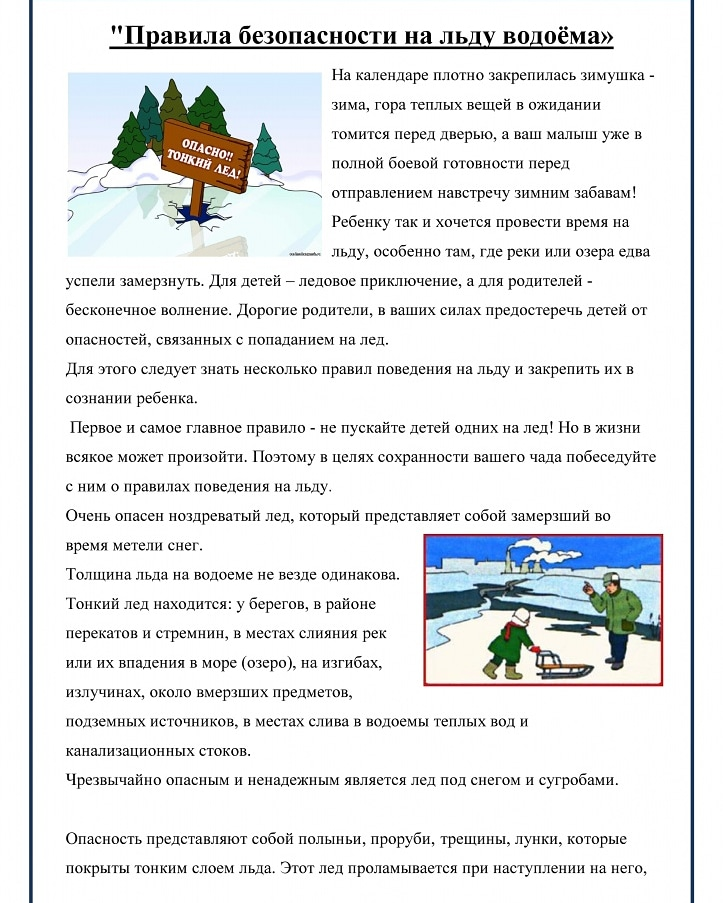 "Правила безопасности на льду водоёма»
На календаре плотно закрепилась зимушка -
зима, гора теплых вещей в ожидании
томится перед дверью, а ваш малыш уже в
полной боевой готовности перед
отправлением навстречу зимним забавам!
Ребенку так и хочется провести время на
льду, особенно там, где реки или озера едва
ОПАСНО!!
ТОНКИЙ ЛЕД!
успели замерзнуть. Для детей – ледовое приключение, а для родителей -
бесконечное волнение. Дорогие родители, в ваших силах предостеречь детей от
опасностей, связанных с попаданием на лед.
Для этого следует знать несколько правил поведения на льду и закрепить их в
сознании ребенка.
Первое и самое главное правило - не пускайте детей одних на лед! Но в жизни
всякое может произойти. Поэтому в целях сохранности вашего чада побеседуйте
с ним о правилах поведения на льду.
Очень опасен ноздреватый лед, который представляет собой замерзший во
время метели снег.
Толщина льда на водоеме не везде одинакова.
Тонкий лед находится: у берегов, в районе
перекатов и стремнин, в местах слияния рек
или их впадения в море (озеро), на изгибах,
излучинах, около вмерзших предметов,
подземных источников, в местах слива в водоемы теплых вод и
канализационных стоков.
Чрезвычайно опасным и ненадежным является лед под снегом и сугробами.
Опасность представляют собой полыньи, проруби, трещины, лунки, которые
покрыты тонким слоем льда. Этот лед проламывается при наступлении на него,